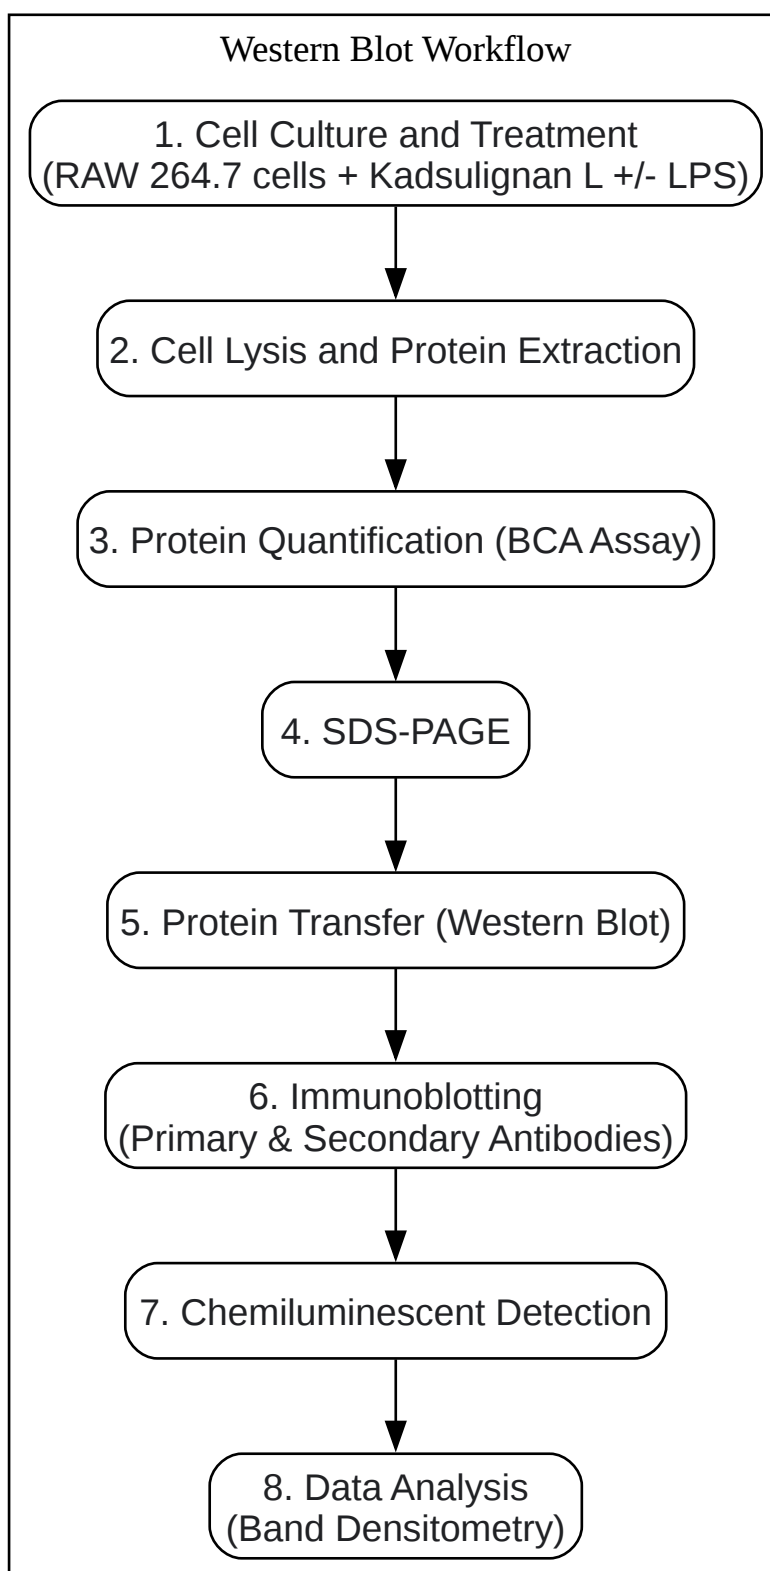 Western Blot Workflow
1. Cell Culture and Treatment
(RAW 264.7 cells + Kadsulignan L +/- LPS)
2. Cell Lysis and Protein Extraction
3. Protein Quantification (BCA Assay)
4. SDS-PAGE
5. Protein Transfer (Western Blot)
6. Immunoblotting
(Primary & Secondary Antibodies)
7. Chemiluminescent Detection
8. Data Analysis
(Band Densitometry)